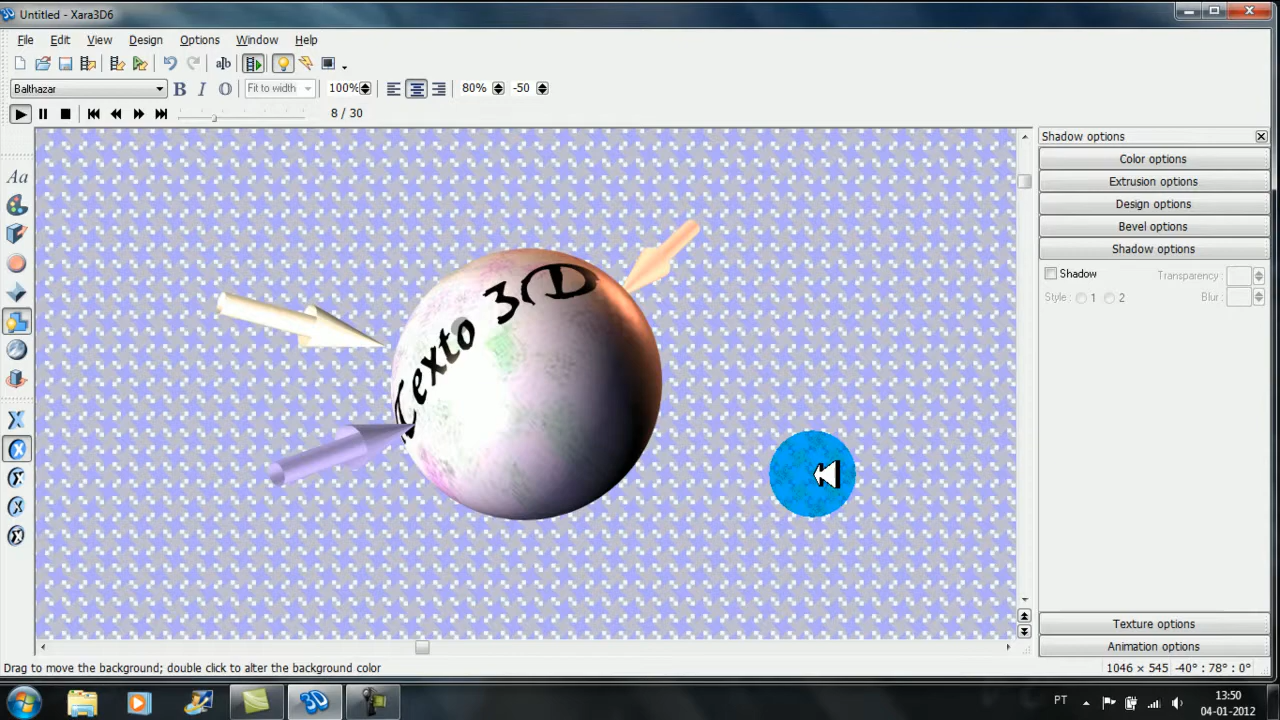 Untitled - Xara3D6
File Edit View Design Options Window Help
a|b
Balthazar B I O Fit to width 100% 80% -50
8 / 30
Aa
Texto 3D
Shadow options
Color options
Extrusion options
Design options
Bevel options
Shadow options
Shadow Transparency :
Style : 1 2 Blur :
Texture options
Animation options
Drag to move the background; double click to alter the background color 1046 × 545 -40° : 78° : 0°
3D PT 13:50
04-01-2012